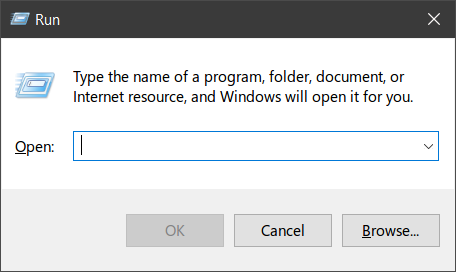 Run
Type the name of a program, folder, document, or
Internet resource, and Windows will open it for you.
Open:
OK Cancel Browse...